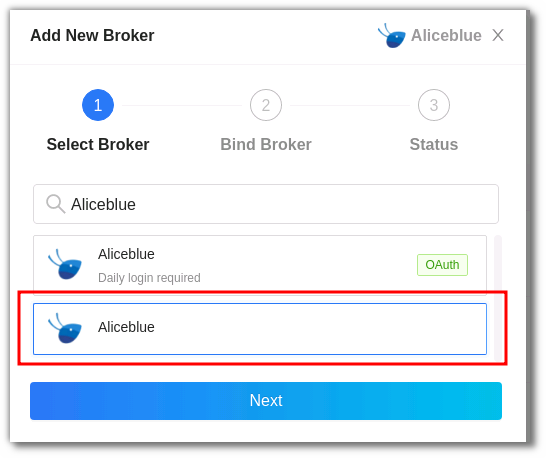 Add New Broker
Aliceblue
1
2
3
Select Broker
Bind Broker
Status
Aliceblue
Aliceblue
OAuth
Daily login required
Aliceblue
Next